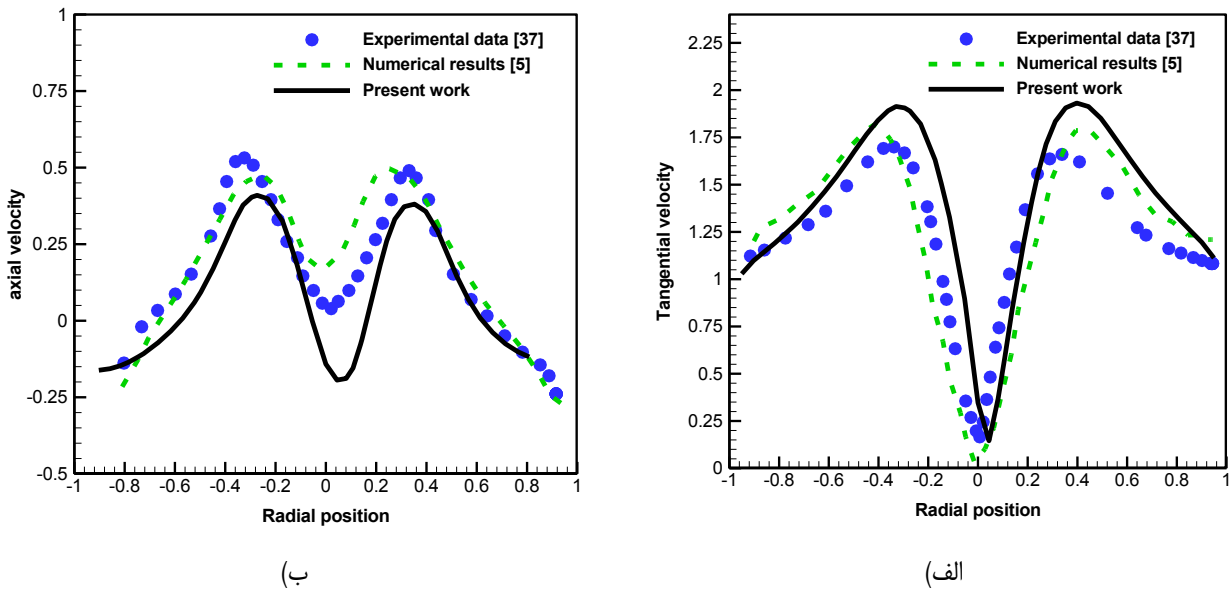 1
0.75
0.5
0.25
0
-0.25
-0.5
axial velocity
Experimental data [37]
Numerical results [5]
Present work
-1 -0.8 -0.6 -0.4 -0.2 0 0.2 0.4 0.6 0.8 1
Radial position
ب)
2.25
2
1.75
1.5
1.25
1
0.75
0.5
0.25
0
Tangential velocity
Experimental data [37]
Numerical results [5]
Present work
-1 -0.8 -0.6 -0.4 -0.2 0 0.2 0.4 0.6 0.8 1
Radial position
الف)